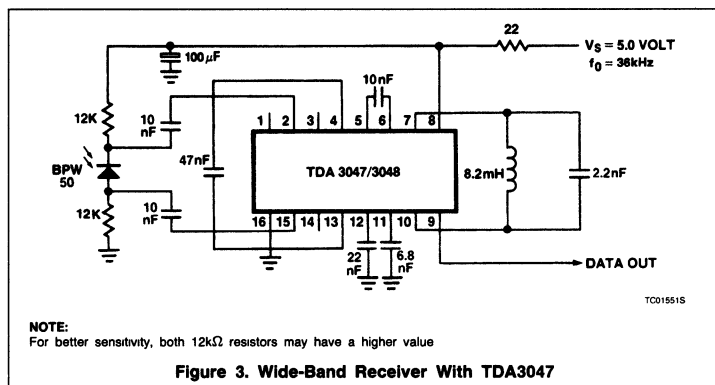 22
V_S = 5.0 VOLT
f_0 = 36kHz
100µF
10nF
12K
10
nF
1 2 3 4 5 6 7 8
BPW
50
47nF
TDA 3047/3048
8.2mH
2.2nF
12K
10
nF
16 15 14 13 12 11 10 9
22
nF
6.8
nF
DATA OUT
TC01551S
NOTE:
For better sensitivity, both 12kΩ resistors may have a higher value
Figure 3. Wide-Band Receiver With TDA3047